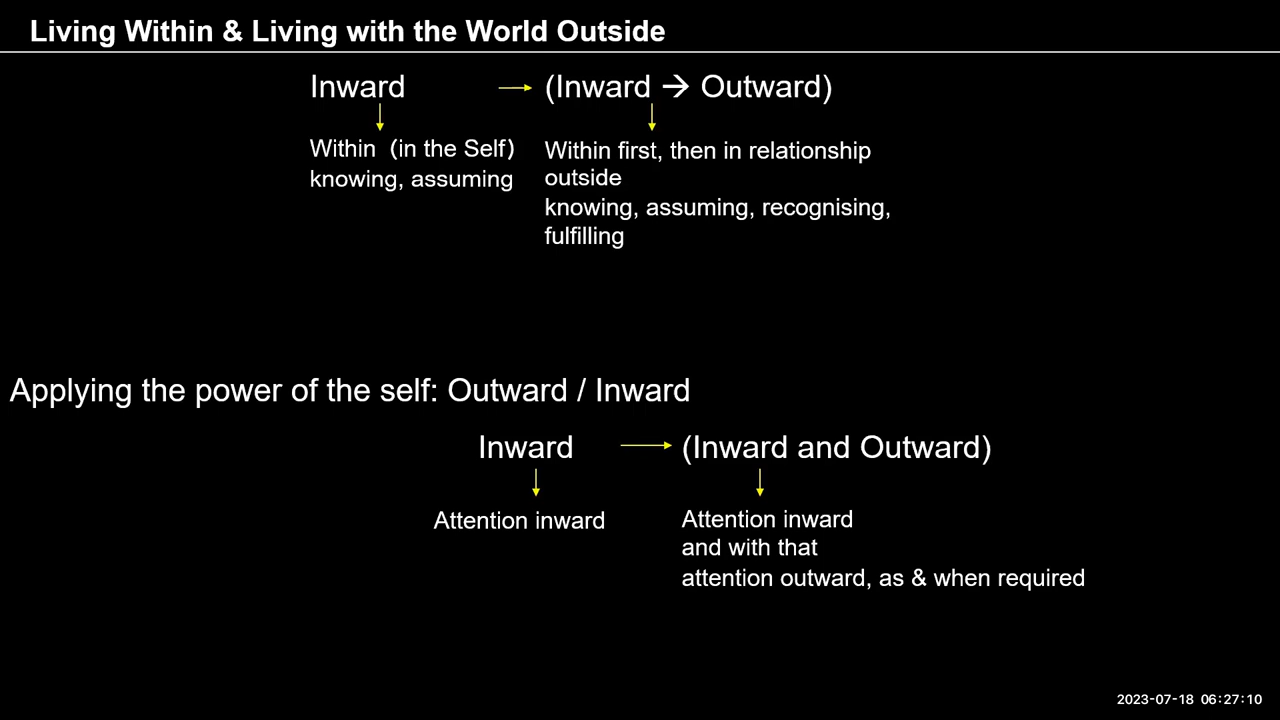 Living Within & Living with the World Outside
Inward → (Inward → Outward)
Within (in the Self)
knowing, assuming
Within first, then in relationship
outside
knowing, assuming, recognising,
fulfilling
Applying the power of the self: Outward / Inward
Inward → (Inward and Outward)
Attention inward
Attention inward
and with that
attention outward, as & when required
2023-07-18 06:27:10